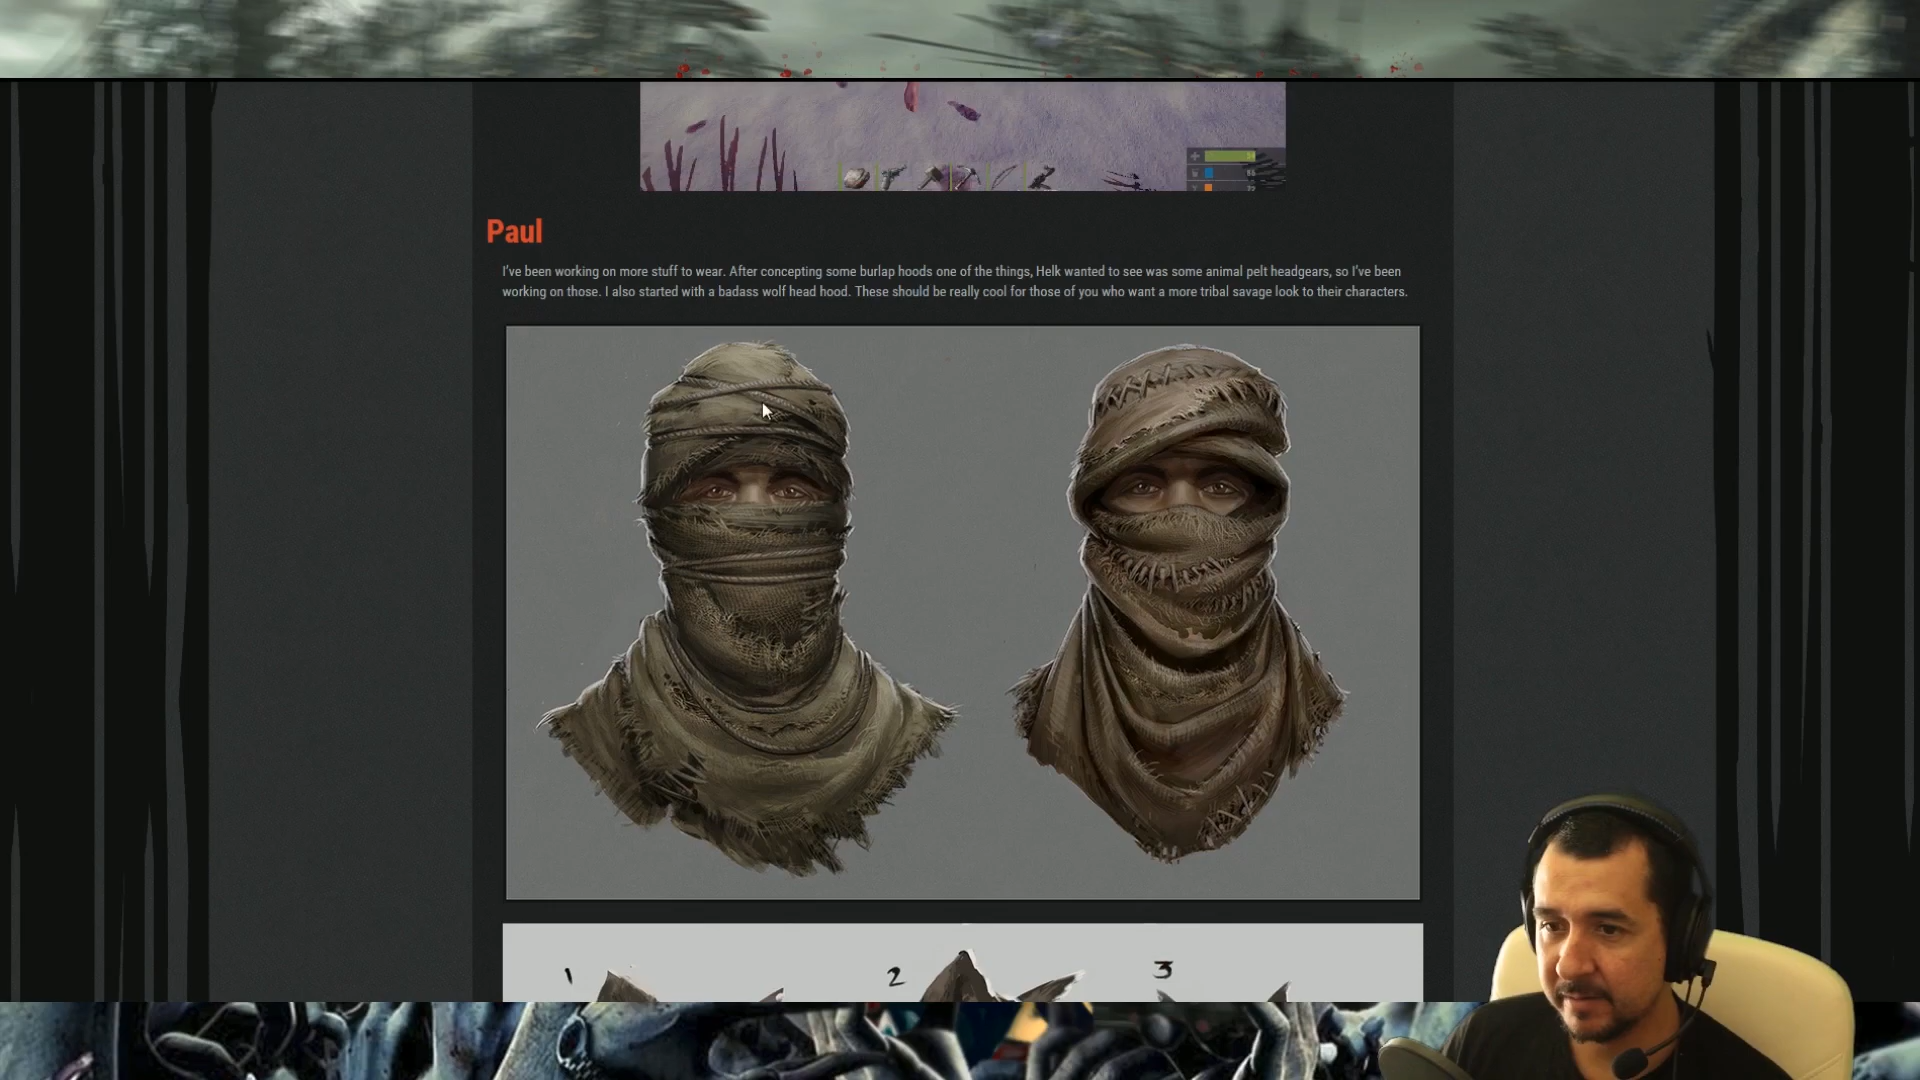 Paul
I've been working on more stuff to wear. After concepting some burlap hoods one of the things, Helk wanted to see was some animal pelt headgears, so I've been
working on those. I also started with a badass wolf head hood. These should be really cool for those of you who want a more tribal savage look to their characters.
1 2 3